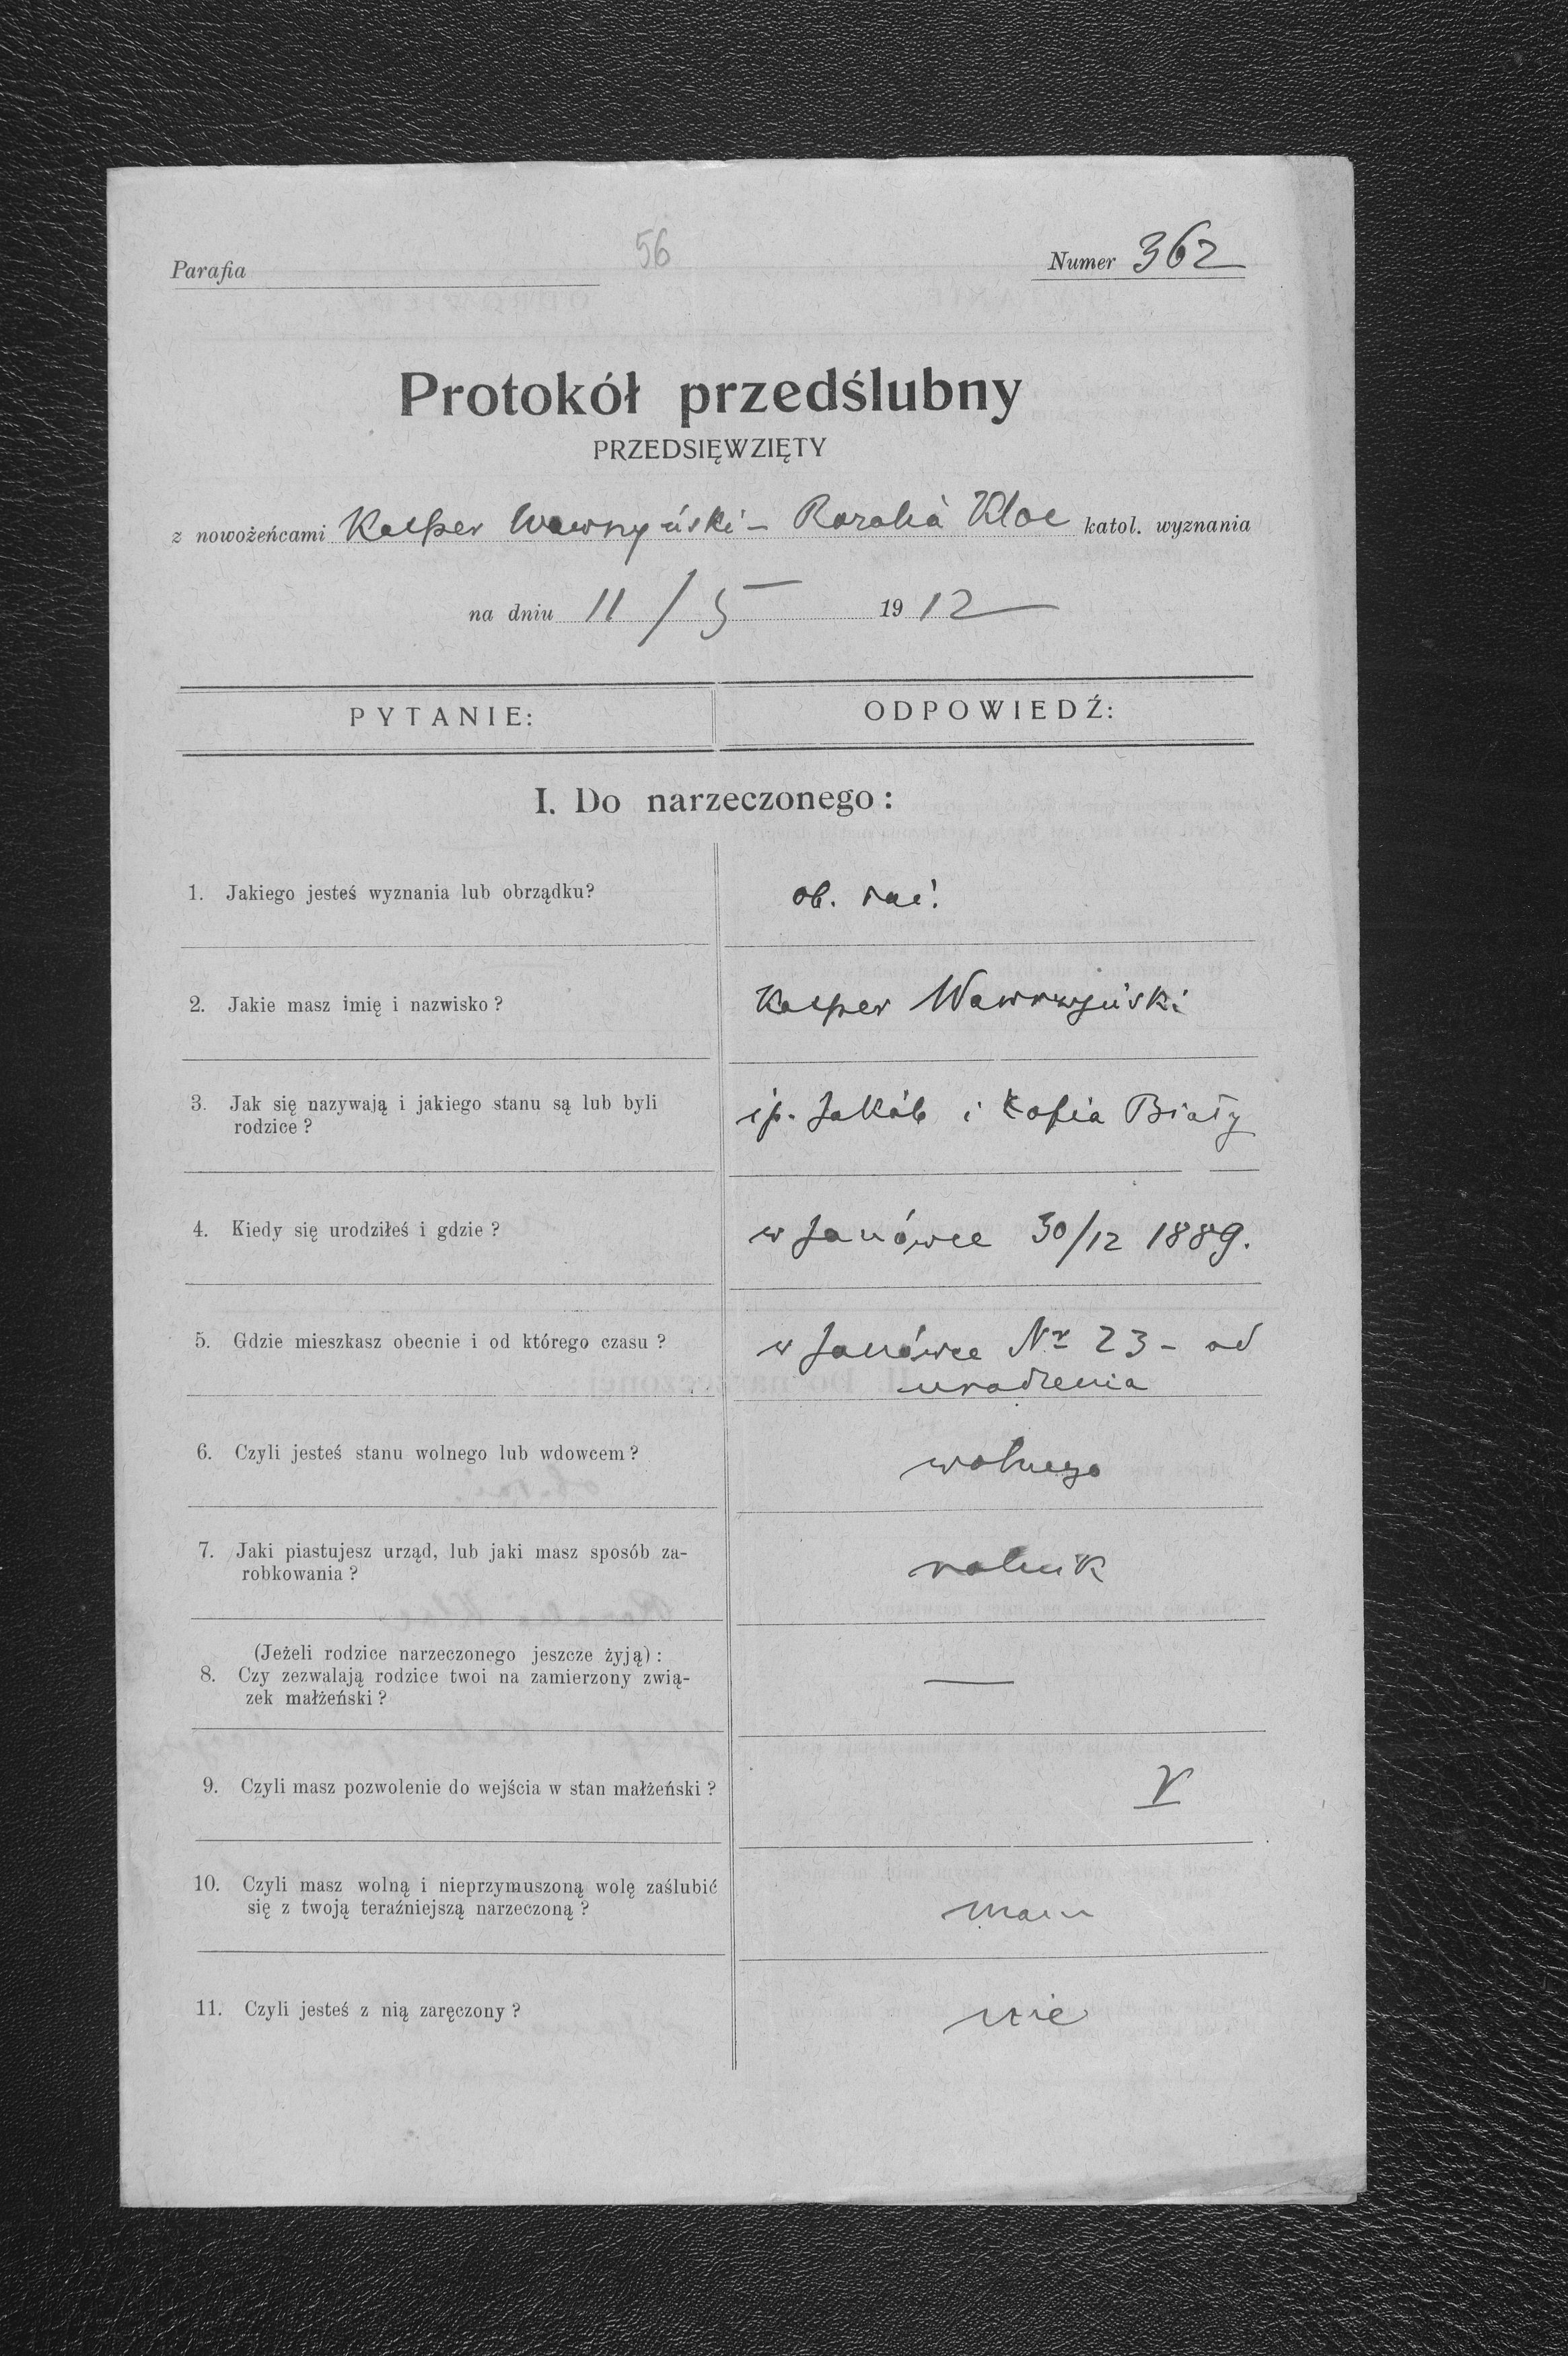 Parafia
56
Numer 362
Protokół przedślubny
PRZEDSIĘWZIĘTY
z nowożeńcami Kasper Wawrzyński – Rozalia Kloc katol. wyznania
na dniu 11/5 1912
PYTANIE:
ODPOWIEDŹ:
I. Do narzeczonego:
1. Jakiego jesteś wyznania lub obrządku?
ob. łać.
2. Jakie masz imię i nazwisko?
Kasper Wawrzyński
3. Jak się nazywają i jakiego stanu są lub byli
rodzice?
śp. Jakób i Zofia Biały
4. Kiedy się urodziłeś i gdzie?
w Janówce 30/12 1889.
5. Gdzie mieszkasz obecnie i od którego czasu?
w Janówce Nr 23 – od
urodzenia
6. Czyli jesteś stanu wolnego lub wdowcem?
wolnego
7. Jaki piastujesz urząd, lub jaki masz sposób za-
robkowania?
rolnik
(Jeżeli rodzice narzeczonego jeszcze żyją):
8. Czy zezwalają rodzice twoi na zamierzony zwią-
zek małżeński?
—
9. Czyli masz pozwolenie do wejścia w stan małżeński?
10. Czyli masz wolną i nieprzymuszoną wolę zaślubić
się z twoją teraźniejszą narzeczoną?
mam
11. Czyli jesteś z nią zaręczony?
nie